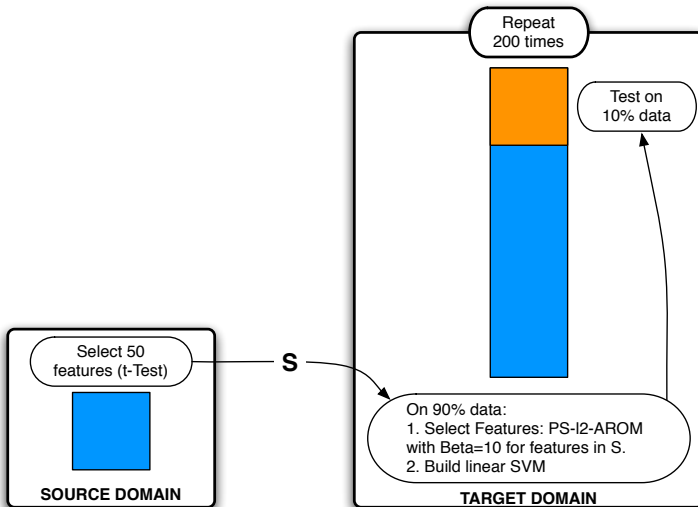 Repeat
200 times
Test on
10% data
Select 50
features (t-Test)
S
On 90% data:
1. Select Features: PS-l2-AROM
with Beta=10 for features in S.
2. Build linear SVM
SOURCE DOMAIN
TARGET DOMAIN